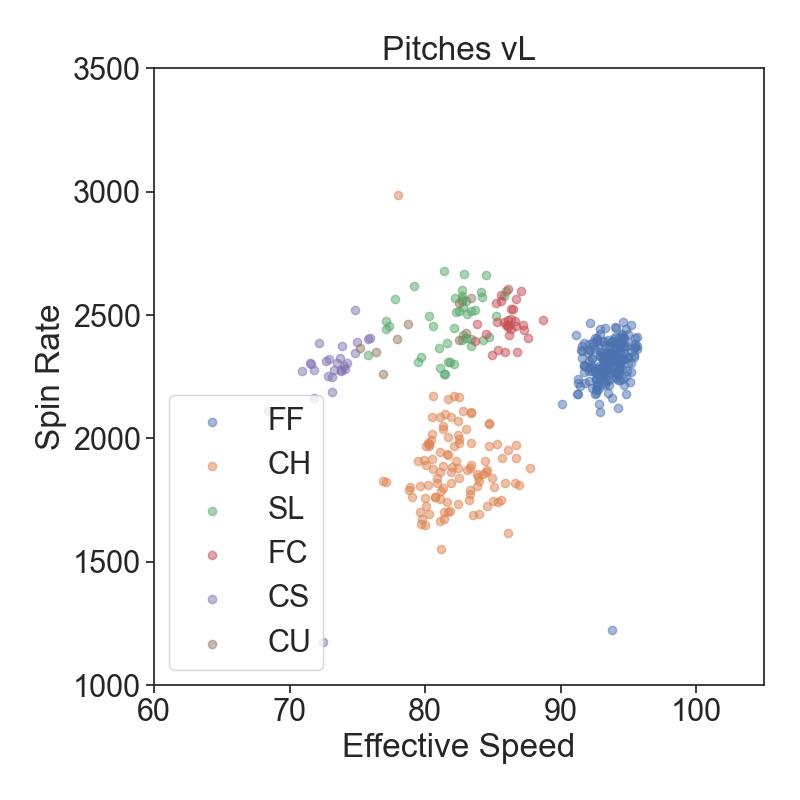 Pitches vL
3500
3000
2500
2000
1500
1000
Spin Rate
FF
CH
SL
FC
CS
CU
60 70 80 90 100
Effective Speed